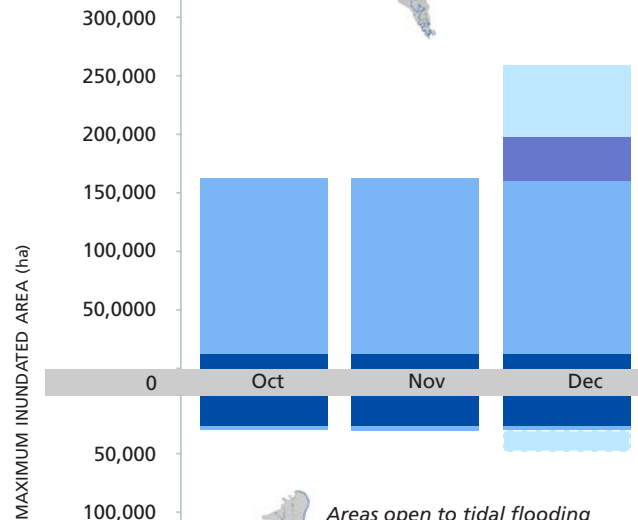 300,000
250,000
200,000
150,000
100,000
50,0000
MAXIMUM INUNDATED AREA (ha)
0 Oct Nov Dec
50,000
100,000
Areas open to tidal flooding